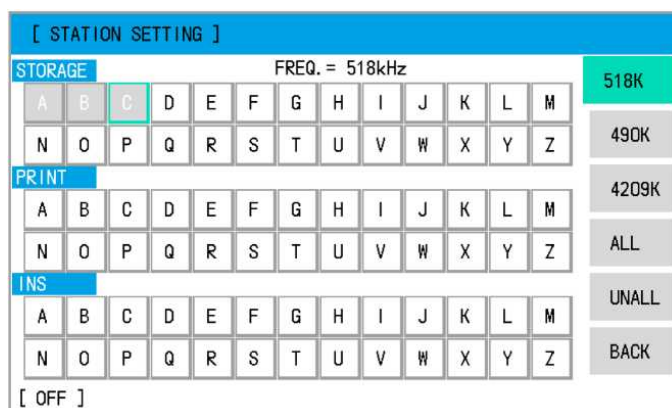 [ STATION SETTING ]
STORAGE FREQ. = 518kHz
A B C D E F G H I J K L M
N O P Q R S T U V W X Y Z
PRINT
A B C D E F G H I J K L M
N O P Q R S T U V W X Y Z
INS
A B C D E F G H I J K L M
N O P Q R S T U V W X Y Z
[ OFF ]
518K
490K
4209K
ALL
UNALL
BACK